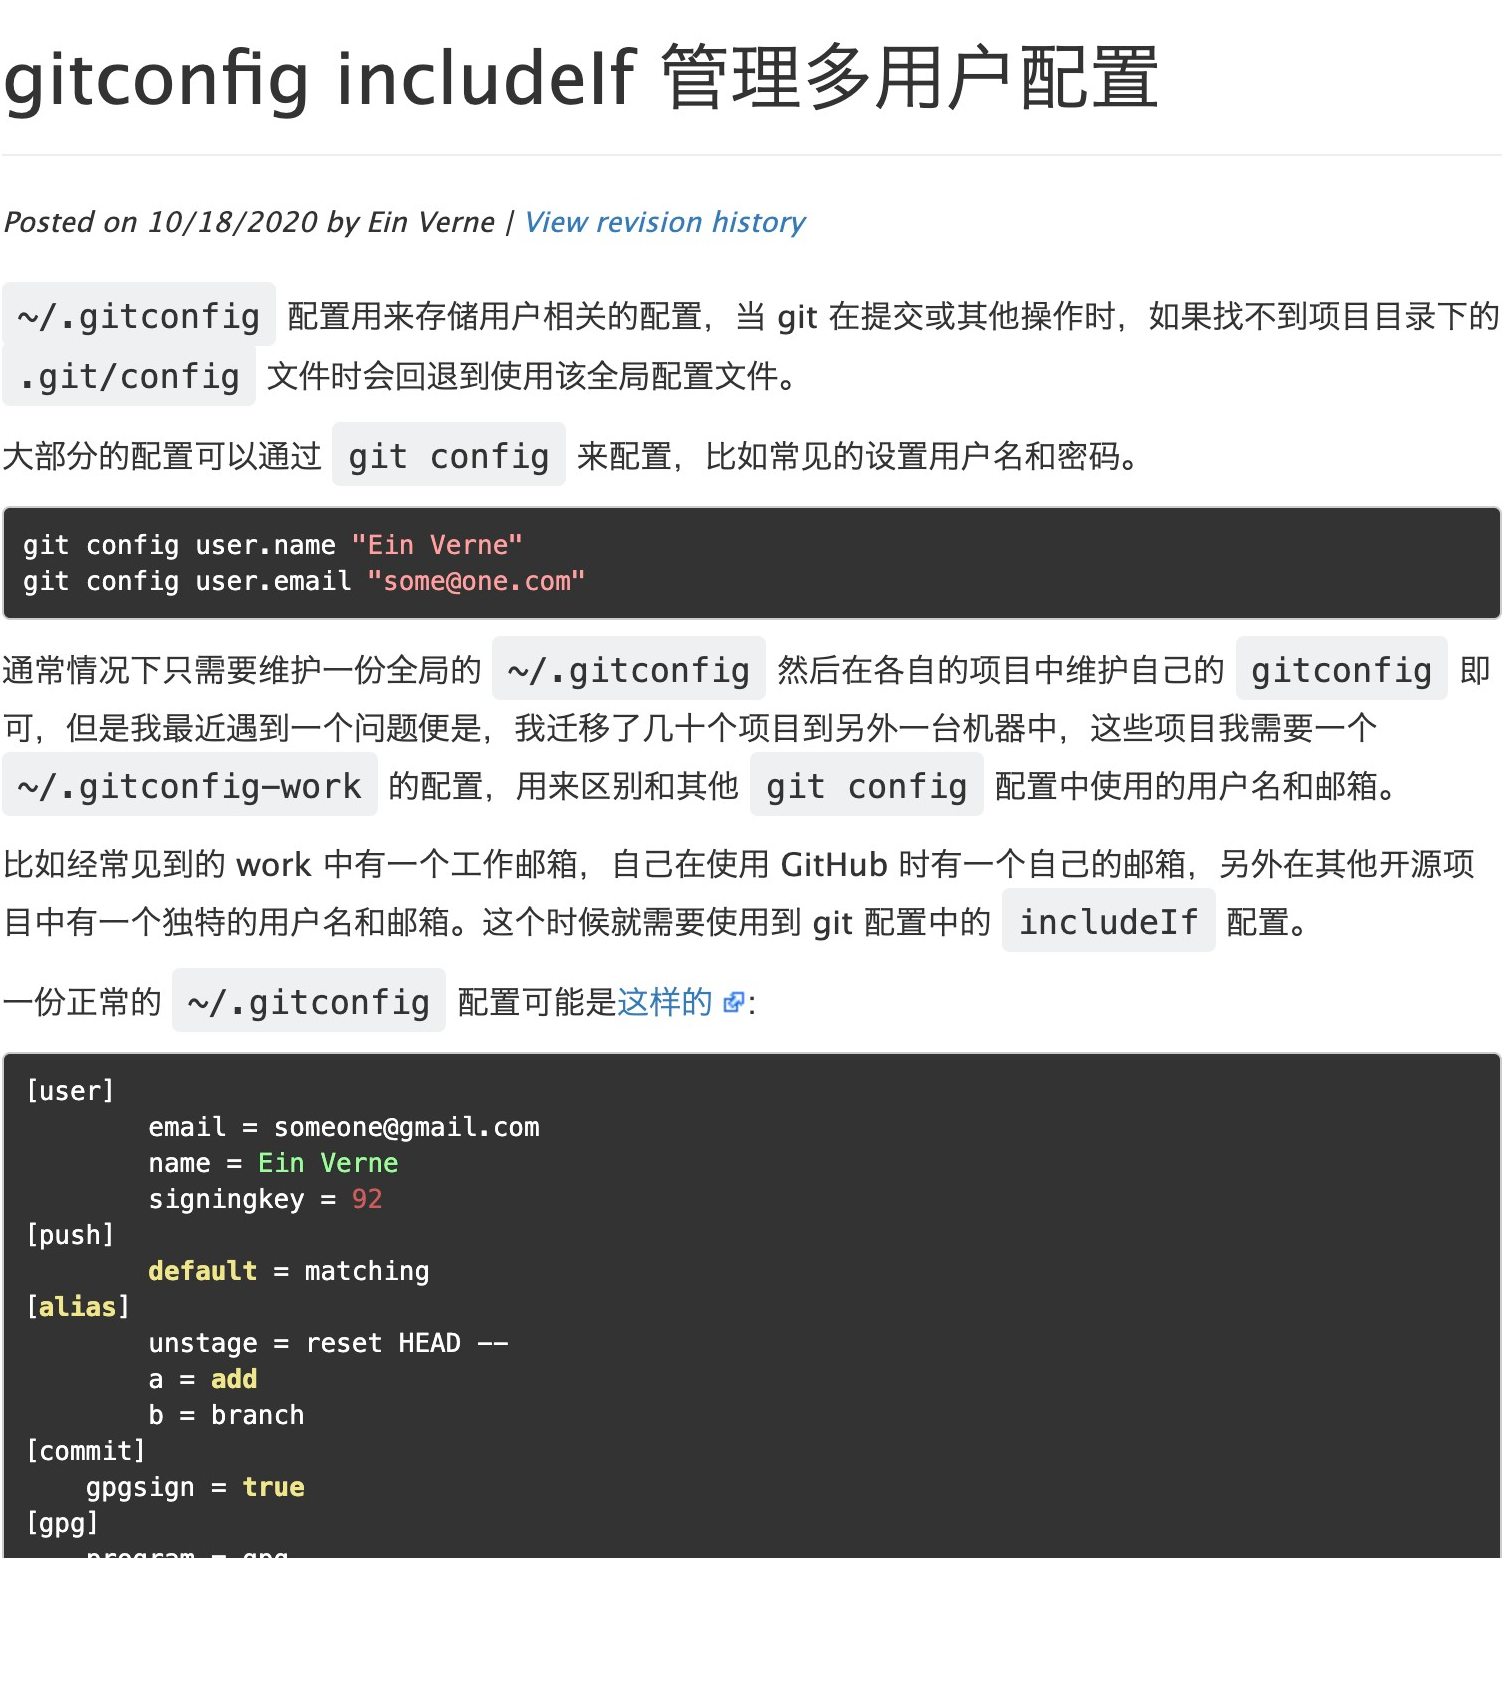 gitconfig includeIf 管理多用户配置
Posted on 10/18/2020 by Ein Verne | View revision history
~/.gitconfig 配置用来存储用户相关的配置，当 git 在提交或其他操作时，如果找不到项目目录下的
.git/config 文件时会回退到使用该全局配置文件。
大部分的配置可以通过 git config 来配置，比如常见的设置用户名和密码。
git config user.name "Ein Verne"
git config user.email "some@one.com"
通常情况下只需要维护一份全局的 ~/.gitconfig 然后在各自的项目中维护自己的 gitconfig 即
可，但是我最近遇到一个问题便是，我迁移了几十个项目到另外一台机器中，这些项目我需要一个
~/.gitconfig-work 的配置，用来区别和其他 git config 配置中使用的用户名和邮箱。
比如经常见到的 work 中有一个工作邮箱，自己在使用 GitHub 时有一个自己的邮箱，另外在其他开源项
目中有一个独特的用户名和邮箱。这个时候就需要使用到 git 配置中的 includeIf 配置。
一份正常的 ~/.gitconfig 配置可能是这样的:
[user]
email = someone@gmail.com
name = Ein Verne
signingkey = 92
[push]
default = matching
[alias]
unstage = reset HEAD --
a = add
b = branch
[commit]
gpgsign = true
[gpg]
program = gpg